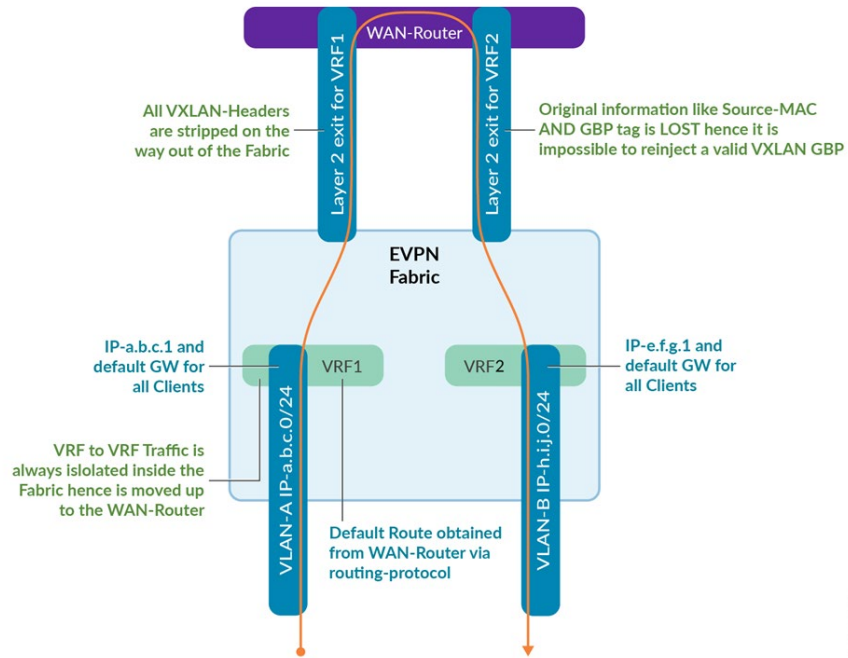 WAN-Router
Layer 2 exit for VRF1
Layer 2 exit for VRF2
All VXLAN-Headers
are stripped on the
way out of the Fabric
Original information like Source-MAC
AND GBP tag is LOST hence it is
impossible to reinject a valid VXLAN GBP
EVPN
Fabric
IP-a.b.c.1 and
default GW for
all Clients
VRF1
VRF2
IP-e.f.g.1 and
default GW for
all Clients
VLAN-A IP-a.b.c.0/24
VLAN-B IP-h.i.j.0/24
VRF to VRF Traffic is
always islolated inside the
Fabric hence is moved up
to the WAN-Router
Default Route obtained
from WAN-Router via
routing-protocol